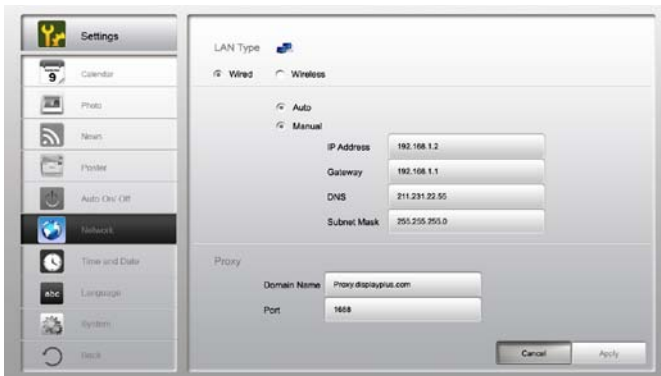 Settings
9
Calendar
Photo
News
Poster
Auto On/ Off
Network
Time and Date
abc
Language
System
Back
LAN Type
Wired Wireless
Auto
Manual
IP Address 192.168.1.2
Gateway 192.168.1.1
DNS 211.231.22.55
Subnet Mask 255.255.255.0
Proxy
Domain Name Proxy.displayplus.com
Port 1668
Cancel Apply